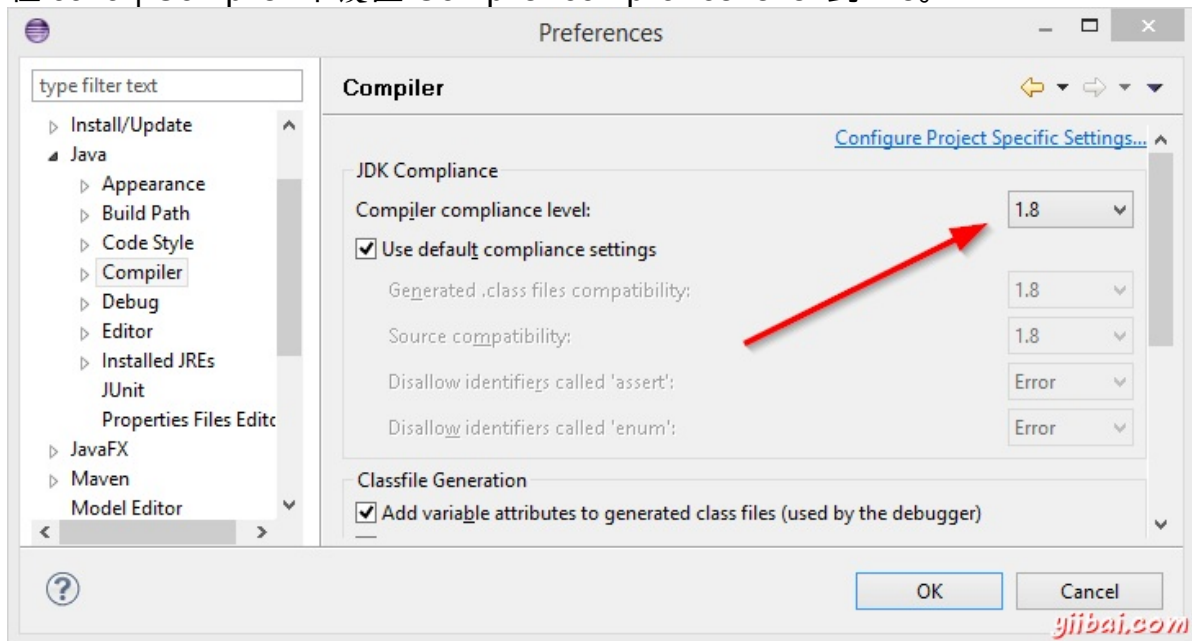 Preferences
type filter text
Compiler
Install/Update
Java
Appearance
Build Path
Code Style
Compiler
Debug
Editor
Installed JREs
JUnit
Properties Files Edito
JavaFX
Maven
Model Editor
Configure Project Specific Settings...
JDK Compliance
Compiler compliance level: 1.8
Use default compliance settings
Generated .class files compatibility: 1.8
Source compatibility: 1.8
Disallow identifiers called 'assert': Error
Disallow identifiers called 'enum': Error
Classfile Generation
Add variable attributes to generated class files (used by the debugger)
OK Cancel
yiibai.com